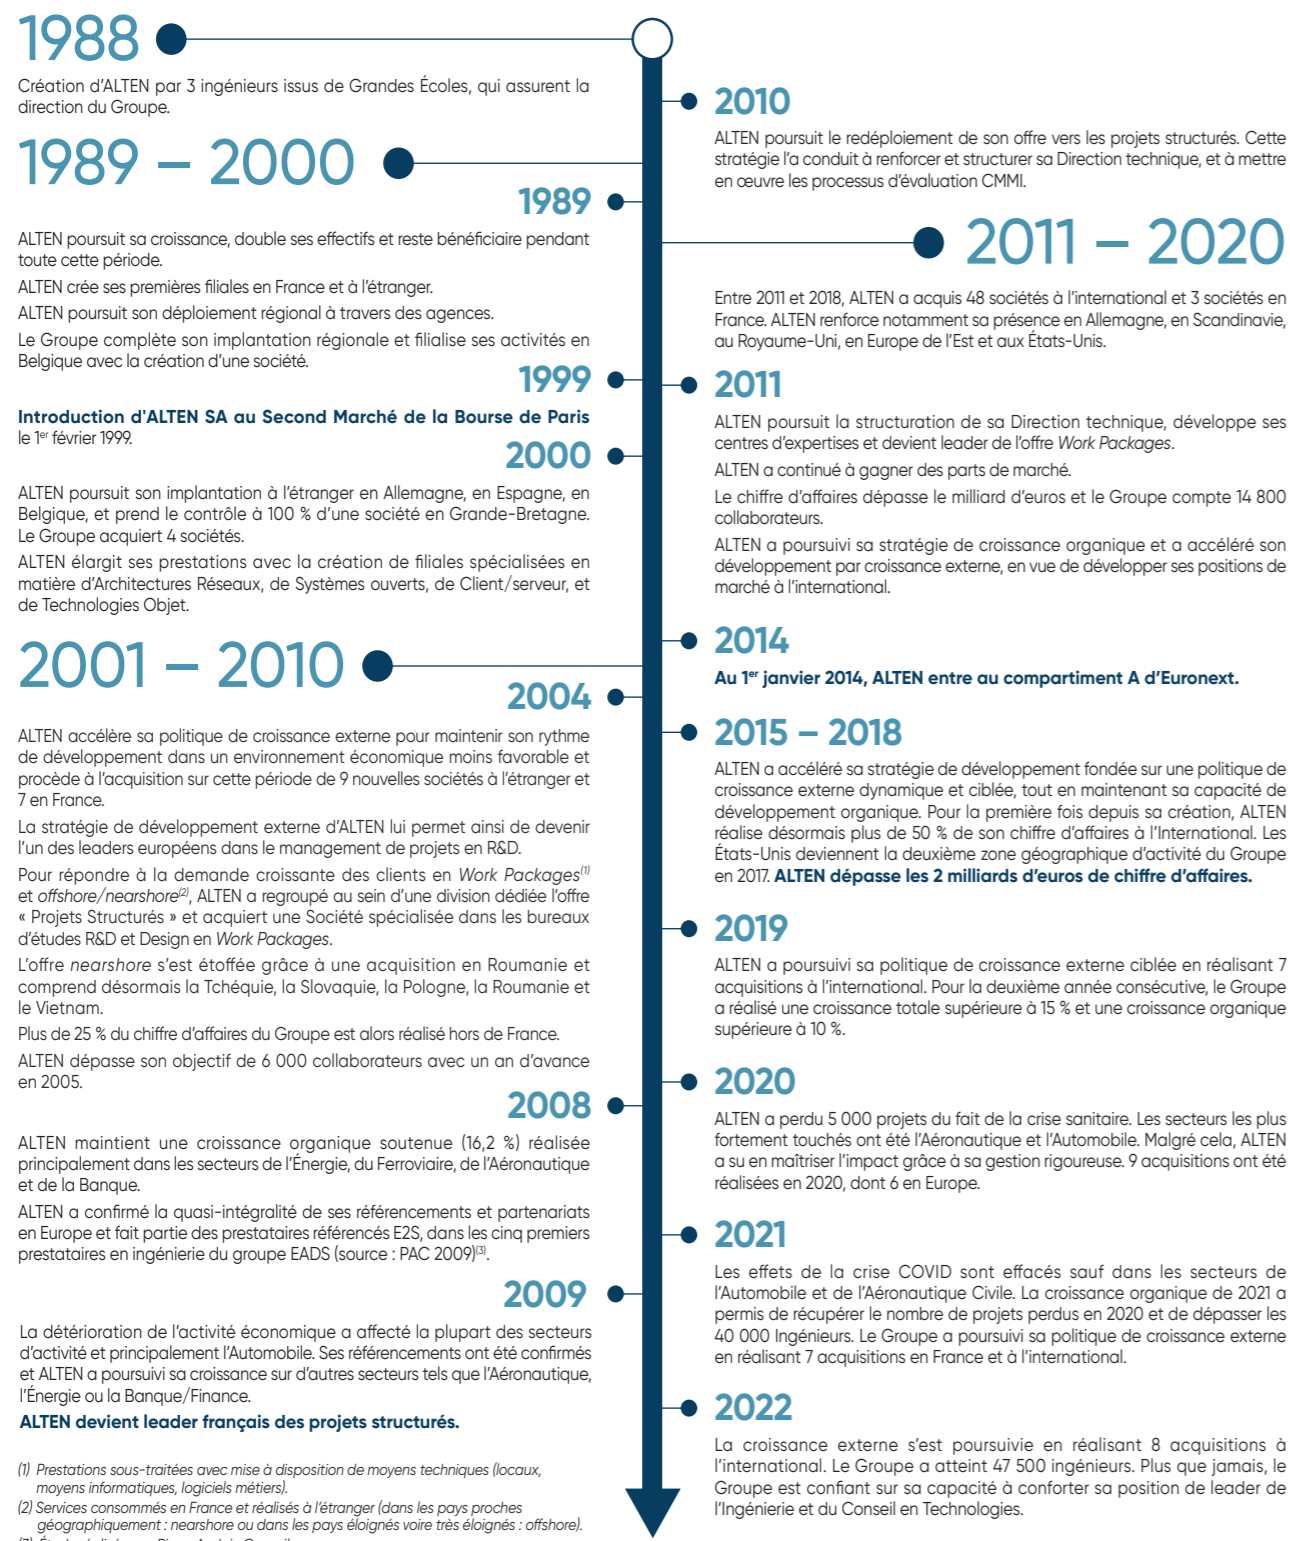 1988
Création d'ALTEN par 3 ingénieurs issus de Grandes Écoles, qui assurent la
direction du Groupe.
1989 – 2000
1989
ALTEN poursuit sa croissance, double ses effectifs et reste bénéficiaire pendant
toute cette période.
ALTEN crée ses premières filiales en France et à l'étranger.
ALTEN poursuit son déploiement régional à travers des agences.
Le Groupe complète son implantation régionale et filialise ses activités en
Belgique avec la création d'une société.
1999
Introduction d'ALTEN SA au Second Marché de la Bourse de Paris
le 1er février 1999.
2000
ALTEN poursuit son implantation à l'étranger en Allemagne, en Espagne, en
Belgique, et prend le contrôle à 100 % d'une société en Grande-Bretagne.
Le Groupe acquiert 4 sociétés.
ALTEN élargit ses prestations avec la création de filiales spécialisées en
matière d'Architectures Réseaux, de Systèmes ouverts, de Client/serveur, et
de Technologies Objet.
2001 – 2010
2004
ALTEN accélère sa politique de croissance externe pour maintenir son rythme
de développement dans un environnement économique moins favorable et
procède à l'acquisition sur cette période de 9 nouvelles sociétés à l'étranger et
7 en France.
La stratégie de développement externe d'ALTEN lui permet ainsi de devenir
l'un des leaders européens dans le management de projets en R&D.
Pour répondre à la demande croissante des clients en Work Packages(1)
et offshore/nearshore(2), ALTEN a regroupé au sein d'une division dédiée l'offre
« Projets Structurés » et acquiert une Société spécialisée dans les bureaux
d'études R&D et Design en Work Packages.
L'offre nearshore s'est étoffée grâce à une acquisition en Roumanie et
comprend désormais la Tchéquie, la Slovaquie, la Pologne, la Roumanie et
le Vietnam.
Plus de 25 % du chiffre d'affaires du Groupe est alors réalisé hors de France.
ALTEN dépasse son objectif de 6 000 collaborateurs avec un an d'avance
en 2005.
2008
ALTEN maintient une croissance organique soutenue (16,2 %) réalisée
principalement dans les secteurs de l'Énergie, du Ferroviaire, de l'Aéronautique
et de la Banque.
ALTEN a confirmé la quasi-intégralité de ses référencements et partenariats
en Europe et fait partie des prestataires référencés E2S, dans les cinq premiers
prestataires en ingénierie du groupe EADS (source : PAC 2009)(3).
2009
La détérioration de l'activité économique a affecté la plupart des secteurs
d'activité et principalement l'Automobile. Ses référencements ont été confirmés
et ALTEN a poursuivi sa croissance sur d'autres secteurs tels que l'Aéronautique,
l'Énergie ou la Banque/Finance.
ALTEN devient leader français des projets structurés.
(1) Prestations sous-traitées avec mise à disposition de moyens techniques (locaux,
moyens informatiques, logiciels métiers).
(2) Services consommés en France et réalisés à l'étranger (dans les pays proches
géographiquement : nearshore ou dans les pays éloignés voire très éloignés : offshore).
2010
ALTEN poursuit le redéploiement de son offre vers les projets structurés. Cette
stratégie l'a conduit à renforcer et structurer sa Direction technique, et à mettre
en œuvre les processus d'évaluation CMMI.
2011 – 2020
Entre 2011 et 2018, ALTEN a acquis 48 sociétés à l'international et 3 sociétés en
France. ALTEN renforce notamment sa présence en Allemagne, en Scandinavie,
au Royaume-Uni, en Europe de l'Est et aux États-Unis.
2011
ALTEN poursuit la structuration de sa Direction technique, développe ses
centres d'expertises et devient leader de l'offre Work Packages.
ALTEN a continué à gagner des parts de marché.
Le chiffre d'affaires dépasse le milliard d'euros et le Groupe compte 14 800
collaborateurs.
ALTEN a poursuivi sa stratégie de croissance organique et a accéléré son
développement par croissance externe, en vue de développer ses positions de
marché à l'international.
2014
Au 1er janvier 2014, ALTEN entre au compartiment A d'Euronext.
2015 – 2018
ALTEN a accéléré sa stratégie de développement fondée sur une politique de
croissance externe dynamique et ciblée, tout en maintenant sa capacité de
développement organique. Pour la première fois depuis sa création, ALTEN
réalise désormais plus de 50 % de son chiffre d'affaires à l'International. Les
États-Unis deviennent la deuxième zone géographique d'activité du Groupe
en 2017. ALTEN dépasse les 2 milliards d'euros de chiffre d'affaires.
2019
ALTEN a poursuivi sa politique de croissance externe ciblée en réalisant 7
acquisitions à l'international. Pour la deuxième année consécutive, le Groupe
a réalisé une croissance totale supérieure à 15 % et une croissance organique
supérieure à 10 %.
2020
ALTEN a perdu 5 000 projets du fait de la crise sanitaire. Les secteurs les plus
fortement touchés ont été l'Aéronautique et l'Automobile. Malgré cela, ALTEN
a su en maîtriser l'impact grâce à sa gestion rigoureuse. 9 acquisitions ont été
réalisées en 2020, dont 6 en Europe.
2021
Les effets de la crise COVID sont effacés sauf dans les secteurs de
l'Automobile et de l'Aéronautique Civile. La croissance organique de 2021 a
permis de récupérer le nombre de projets perdus en 2020 et de dépasser les
40 000 Ingénieurs. Le Groupe a poursuivi sa politique de croissance externe
en réalisant 7 acquisitions en France et à l'international.
2022
La croissance externe s'est poursuivie en réalisant 8 acquisitions à
l'international. Le Groupe a atteint 47 500 ingénieurs. Plus que jamais, le
Groupe est confiant sur sa capacité à conforter sa position de leader de
l'Ingénierie et du Conseil en Technologies.